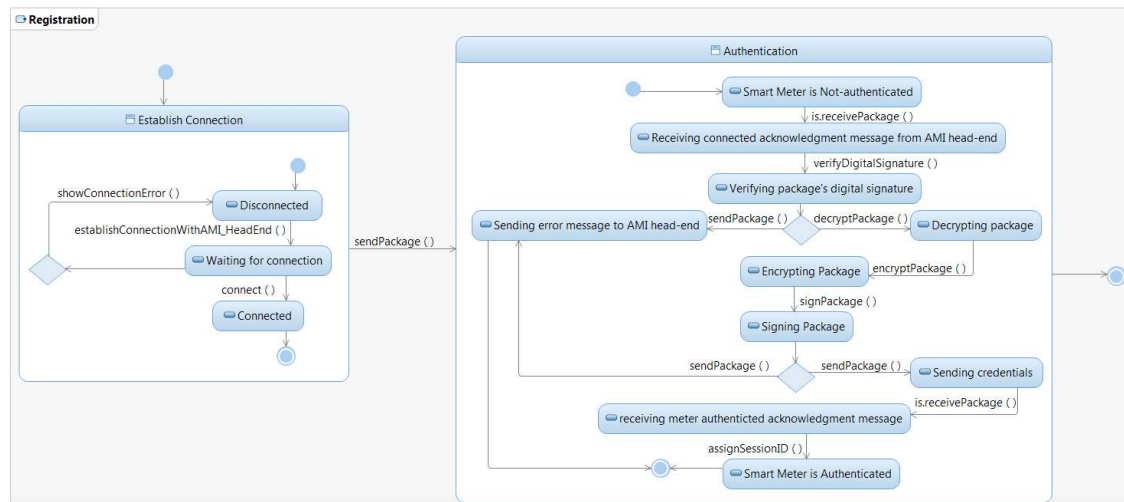 Registration
Establish Connection
showConnectionError ( )
Disconnected
establishConnectionWithAMI_HeadEnd ( )
Waiting for connection
connect ( )
Connected
sendPackage ( )
Authentication
Smart Meter is Not-authenticated
is.receivePackage ( )
Receiving connected acknowledgment message from AMI head-end
verifyDigitalSignature ( )
Verifying package's digital signature
Sending error message to AMI head-end
sendPackage ( )
decryptPackage ( )
Decrypting package
Encrypting Package
encryptPackage ( )
signPackage ( )
Signing Package
sendPackage ( )
sendPackage ( )
Sending credentials
is.receivePackage ( )
receiving meter authenticted acknowledgment message
assignSessionID ( )
Smart Meter is Authenticated